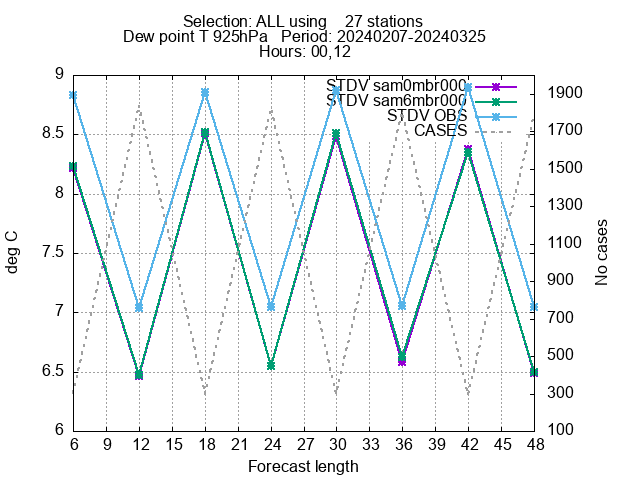 Selection: ALL using    27 stations
Dew point T 925hPa   Period: 20240207-20240325
Hours: 00,12
STDV sam0mbr000
STDV sam6mbr000
STDV OBS
CASES
9
8.5
8
7.5
7
6.5
6
deg C
1900
1700
1500
1300
1100
900
700
500
300
100
No cases
6 9 12 15 18 21 24 27 30 33 36 39 42 45 48
Forecast length